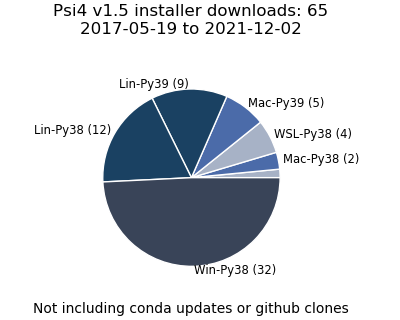 Psi4 v1.5 installer downloads: 65
2017-05-19 to 2021-12-02
Lin-Py39 (9)
Mac-Py39 (5)
Lin-Py38 (12)
WSL-Py38 (4)
Mac-Py38 (2)
Win-Py38 (32)
Not including conda updates or github clones